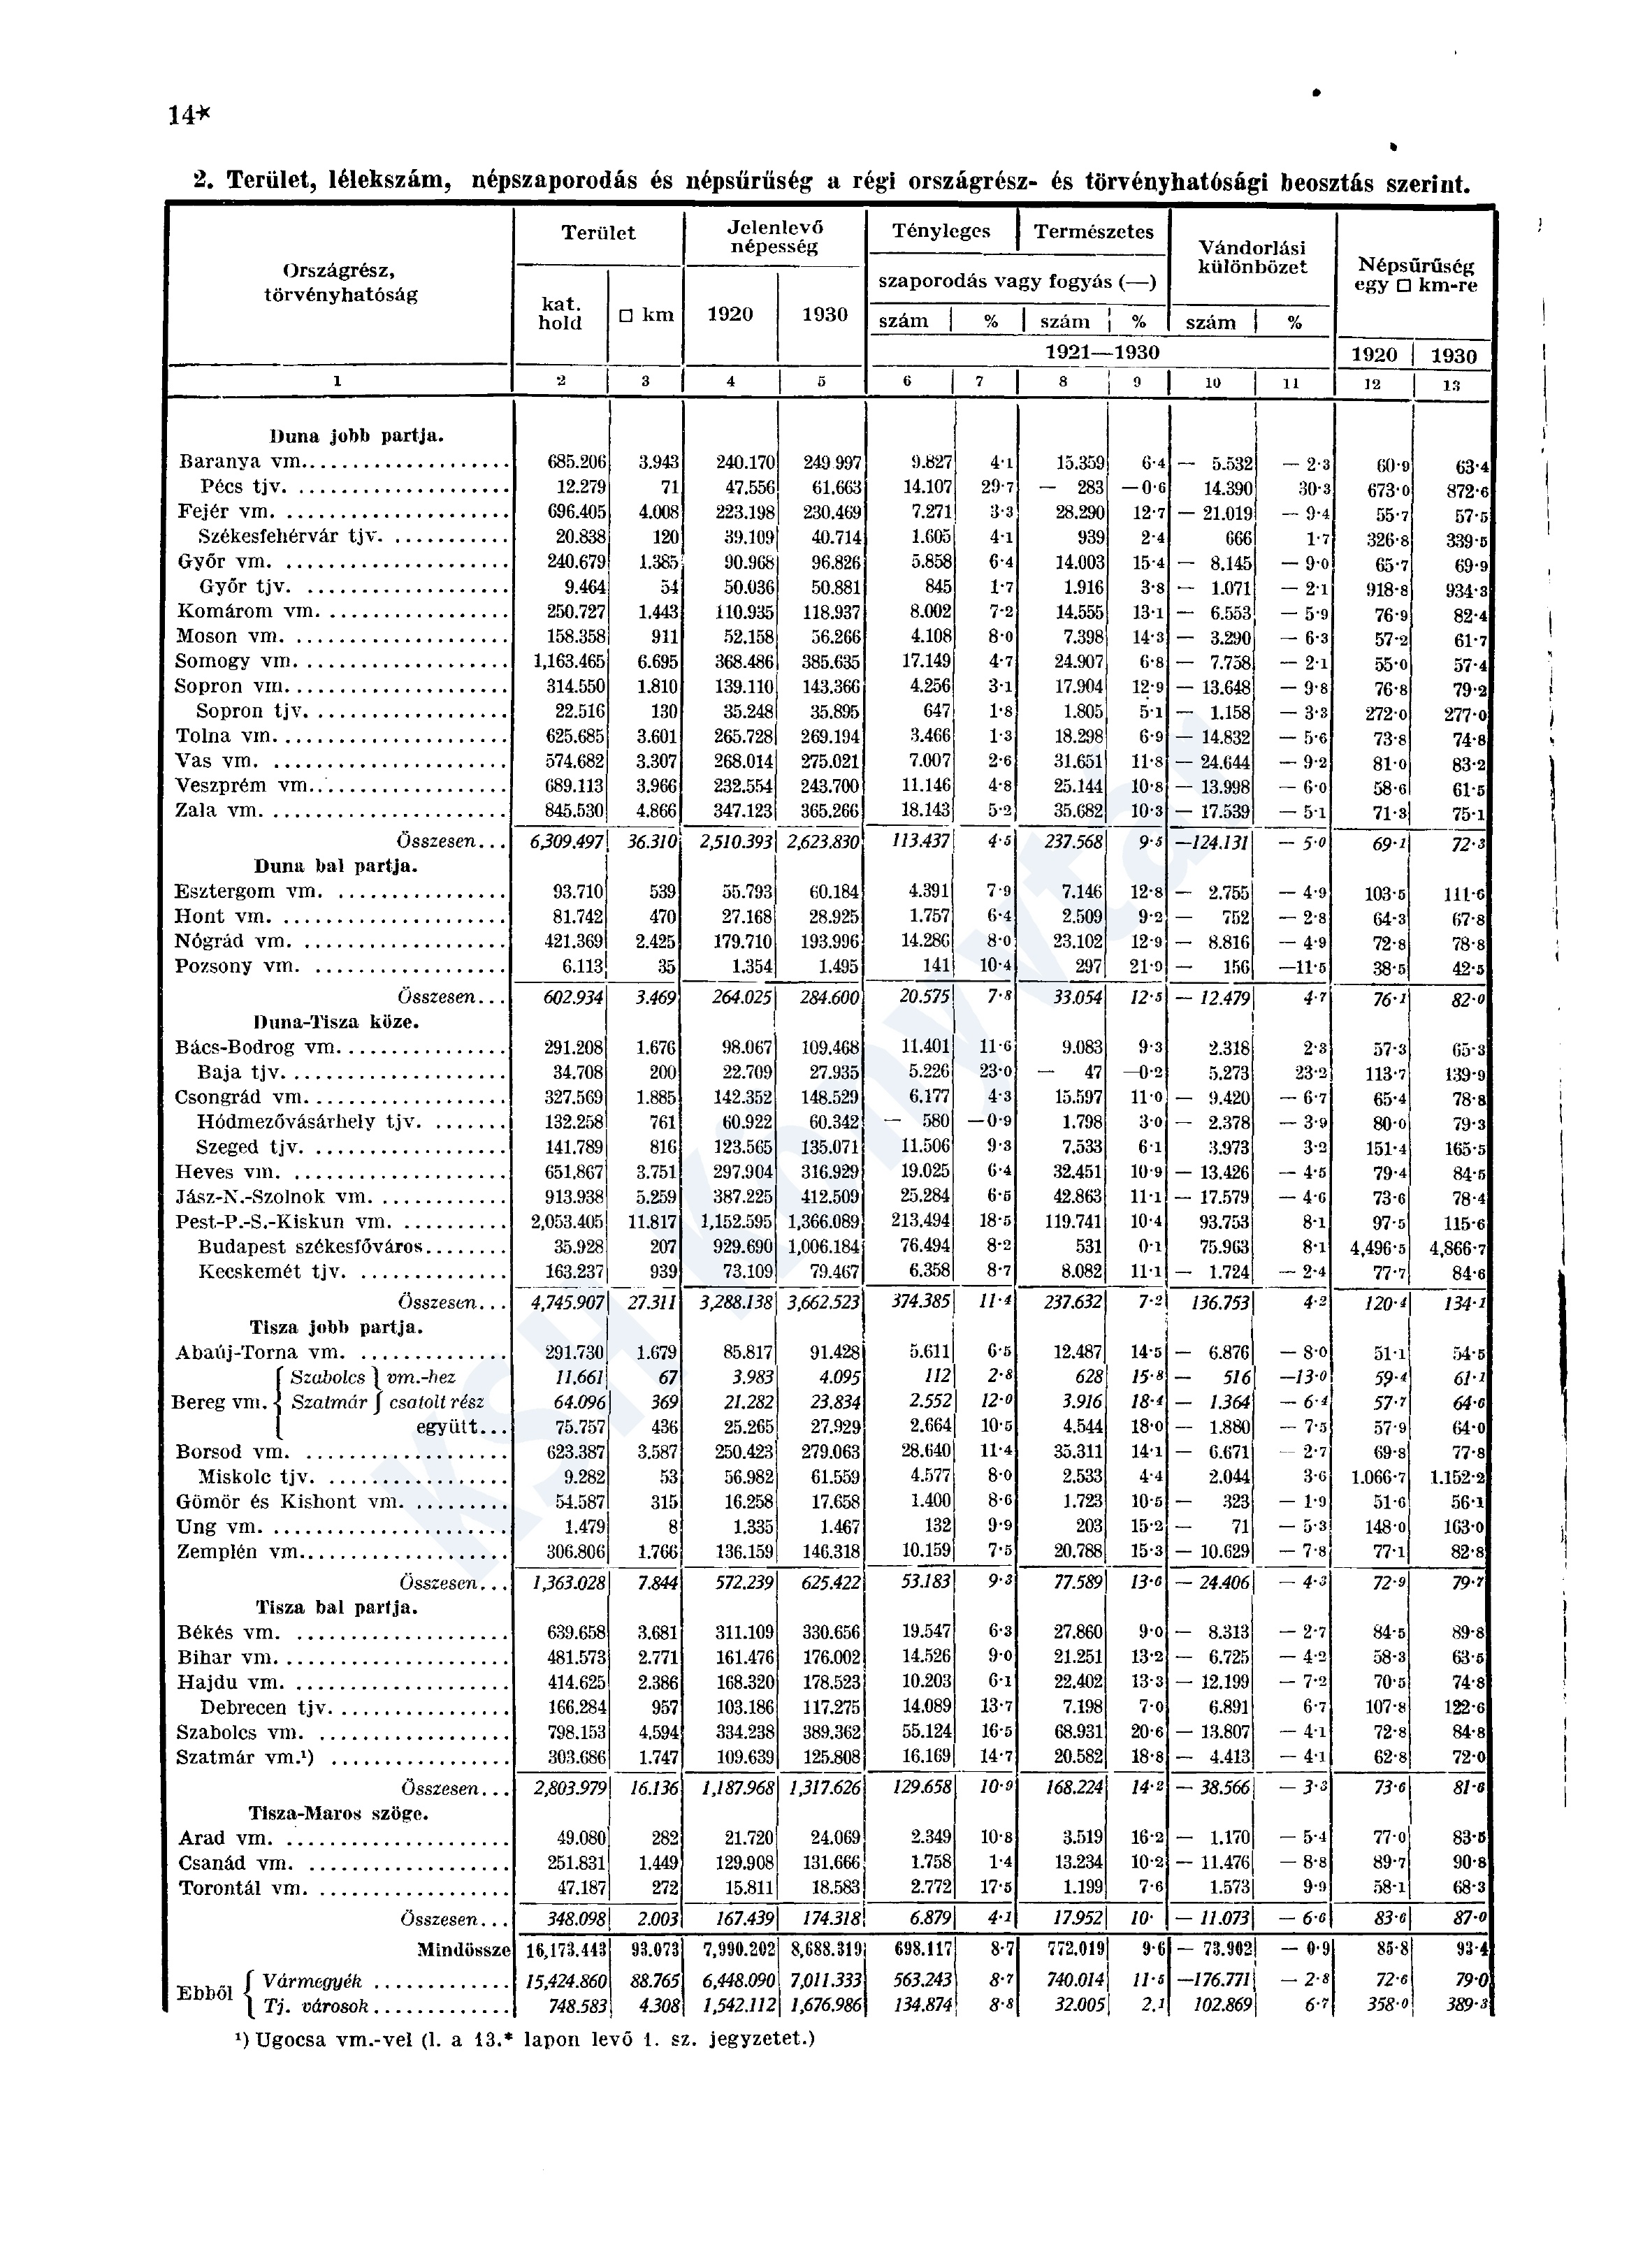 14*
2. Terület, lélekszám, népszaporodás és népsűrűség a régi országrész- és törvényhatósági beosztás szerint.
Országrész, törvényhatóság | Terület | Jelenlevő népesség | Tényleges | Természetes | Vándorlási különbözet | Népsűrűség egy □ km-re
szaporodás vagy fogyás (—)
kat. hold | □ km | 1920 | 1930 | szám | % | szám | % | szám | %
1921—1930 | 1920 | 1930
1 | 2 | 3 | 4 | 5 | 6 | 7 | 8 | 9 | 10 | 11 | 12 | 13
Duna jobb partja.
Baranya vm. 685.206 3.943 240.170 249 997 9.827 4·1 15.359 6·4 — 5.532 — 2·3 60·9 63·4
Pécs tjv. 12.279 71 47.556 61.663 14.107 29·7 — 283 —0·6 14.390 30·3 673·0 872·6
Fejér vm. 696.405 4.008 223.198 230.469 7.271 3·3 28.290 12·7 — 21.019 — 9·4 55·7 57·5
Székesfehérvár tjv. 20.838 120 39.109 40.714 1.605 4·1 939 2·4 666 1·7 326·8 339·5
Győr vm. 240.679 1.385 90.968 96.826 5.858 6·4 14.003 15·4 — 8.145 — 9·0 65·7 69·9
Győr tjv. 9.464 54 50.036 50.881 845 1·7 1.916 3·8 — 1.071 — 2·1 918·8 934·3
Komárom vm. 250.727 1.443 110.935 118.937 8.002 7·2 14.555 13·1 — 6.553 — 5·9 76·9 82·4
Moson vm. 158.358 911 52.158 56.266 4.108 8·0 7.398 14·3 — 3.290 — 6·3 57·2 61·7
Somogy vm. 1,163.465 6.695 368.486 385.635 17.149 4·7 24.907 6·8 — 7.758 — 2·1 55·0 57·4
Sopron vm. 314.550 1.810 139.110 143.366 4.256 3·1 17.904 12·9 — 13.648 — 9·8 76·8 79·2
Sopron tjv. 22.516 130 35.248 35.895 647 1·8 1.805 5·1 — 1.158 — 3·3 272·0 277·0
Tolna vm. 625.685 3.601 265.728 269.194 3.466 1·3 18.298 6·9 — 14.832 — 5·6 73·8 74·8
Vas vm. 574.682 3.307 268.014 275.021 7.007 2·6 31.651 11·8 — 24.644 — 9·2 81·0 83·2
Veszprém vm. 689.113 3.966 232.554 243.700 11.146 4·8 25.144 10·8 — 13.998 — 6·0 58·6 61·5
Zala vm. 845.530 4.866 347.123 365.266 18.143 5·2 35.682 10·3 — 17.539 — 5·1 71·3 75·1
Összesen... 6,309.497 36.310 2,510.393 2,623.830 113.437 4·5 237.568 9·5 —124.131 — 5·0 69·1 72·3
Duna bal partja.
Esztergom vm. 93.710 539 55.793 60.184 4.391 7·9 7.146 12·8 — 2.755 — 4·9 103·5 111·6
Hont vm. 81.742 470 27.168 28.925 1.757 6·4 2.509 9·2 — 752 — 2·8 64·3 67·8
Nógrád vm. 421.369 2.425 179.710 193.996 14.286 8·0 23.102 12·9 — 8.816 — 4·9 72·8 78·8
Pozsony vm. 6.113 35 1.354 1.495 141 10·4 297 21·9 — 156 —11·5 38·5 42·5
Összesen... 602.934 3.469 264.025 284.600 20.575 7·8 33.054 12·5 — 12.479 4·7 76·1 82·0
Duna-Tisza köze.
Bács-Bodrog vm. 291.208 1.676 98.067 109.468 11.401 11·6 9.083 9·3 2.318 2·3 57·3 65·3
Baja tjv. 34.708 200 22.709 27.935 5.226 23·0 — 47 —0·2 5.273 23·2 113·7 139·9
Csongrád vm. 327.569 1.885 142.352 148.529 6.177 4·3 15.597 11·0 — 9.420 — 6·7 65·4 78·8
Hódmezővásárhely tjv. 132.258 761 60.922 60.342 — 580 —0·9 1.798 3·0 — 2.378 — 3·9 80·0 79·3
Szeged tjv. 141.789 816 123.565 135.071 11.506 9·3 7.533 6·1 3.973 3·2 151·4 165·5
Heves vm. 651.867 3.751 297.904 316.929 19.025 6·4 32.451 10·9 — 13.426 — 4·5 79·4 84·5
Jász-N.-Szolnok vm. 913.938 5.259 387.225 412.509 25.284 6·5 42.863 11·1 — 17.579 — 4·6 73·6 78·4
Pest-P.-S.-Kiskun vm. 2,053.405 11.817 1,152.595 1,366.089 213.494 18·5 119.741 10·4 93.753 8·1 97·5 115·6
Budapest székesfőváros 35.928 207 929.690 1,006.184 76.494 8·2 531 0·1 75.963 8·1 4,496·5 4,866·7
Kecskemét tjv. 163.237 939 73.109 79.467 6.358 8·7 8.082 11·1 — 1.724 — 2·4 77·7 84·6
Összesen... 4,745.907 27.311 3,288.138 3,662.523 374.385 11·4 237.632 7·2 136.753 4·2 120·4 134·1
Tisza jobb partja.
Abaúj-Torna vm. 291.730 1.679 85.817 91.428 5.611 6·5 12.487 14·5 — 6.876 — 8·0 51·1 54·5
Szabolcs vm.-hez 11,661 67 3.983 4.095 112 2·8 628 15·8 — 516 —13·0 59·4 61·1
Bereg vm. Szatmár csatolt rész 64.096 369 21.282 23.834 2.552 12·0 3.916 18·4 — 1.364 — 6·4 57·7 64·6
együtt... 75.757 436 25.265 27.929 2.664 10·5 4.544 18·0 — 1.880 — 7·5 57·9 64·0
Borsod vm. 623.387 3.587 250.423 279.063 28.640 11·4 35.311 14·1 — 6.671 — 2·7 69·8 77·8
Miskolc tjv. 9.282 53 56.982 61.559 4.577 8·0 2.533 4·4 2.044 3·6 1.066·7 1.152·2
Gömör és Kishont vm. 54.587 315 16.258 17.658 1.400 8·6 1.723 10·5 — 323 — 1·9 51·6 56·1
Ung vm. 1.479 8 1.335 1.467 132 9·9 203 15·2 — 71 — 5·3 148·0 163·0
Zemplén vm. 306.806 1.766 136.159 146.318 10.159 7·5 20.788 15·3 — 10.629 — 7·8 77·1 82·8
Összesen... 1,363.028 7.844 572.239 625.422 53.183 9·3 77.589 13·6 — 24.406 — 4·3 72·9 79·7
Tisza bal partja.
Békés vm. 639.658 3.681 311.109 330.656 19.547 6·3 27.860 9·0 — 8.313 — 2·7 84·5 89·8
Bihar vm. 481.573 2.771 161.476 176.002 14.526 9·0 21.251 13·2 — 6.725 — 4·2 58·3 63·5
Hajdu vm. 414.625 2.386 168.320 178.523 10.203 6·1 22.402 13·3 — 12.199 — 7·2 70·5 74·8
Debrecen tjv. 166.284 957 103.186 117.275 14.089 13·7 7.198 7·0 6.891 6·7 107·8 122·6
Szabolcs vm. 798.153 4.594 334.238 389.362 55.124 16·5 68.931 20·6 — 13.807 — 4·1 72·8 84·8
Szatmár vm.¹) 303.686 1.747 109.639 125.808 16.169 14·7 20.582 18·8 — 4.413 — 4·1 62·8 72·0
Összesen... 2,803.979 16.136 1,187.968 1,317.626 129.658 10·9 168.224 14·2 — 38.566 — 3·3 73·6 81·6
Tisza-Maros szöge.
Arad vm. 49.080 282 21.720 24.069 2.349 10·8 3.519 16·2 — 1.170 — 5·4 77·0 83·5
Csanád vm. 251.831 1.449 129.908 131.666 1.758 1·4 13.234 10·2 — 11.476 — 8·8 89·7 90·8
Torontál vm. 47.187 272 15.811 18.583 2.772 17·5 1.199 7·6 1.573 9·9 58·1 68·3
Összesen... 348.098 2.003 167.439 174.318 6.879 4·1 17.952 10· — 11.073 — 6·6 83·6 87·0
Mindössze 16,173.443 93.073 7,990.202 8,688.319 698.117 8·7 772.019 9·6 — 73.902 — 0·9 85·8 93·4
Ebből Vármegyék 15,424.860 88.765 6,448.090 7,011.333 563.243 8·7 740.014 11·5 —176.771 — 2·8 72·6 79·0
Tj. városok 748.583 4.308 1,542.112 1,676.986 134.874 8·8 32.005 2.1 102.869 6·7 358·0 389·3
¹) Ugocsa vm.-vel (l. a 13.* lapon levő 1. sz. jegyzetet.)
KSH Könyvtár